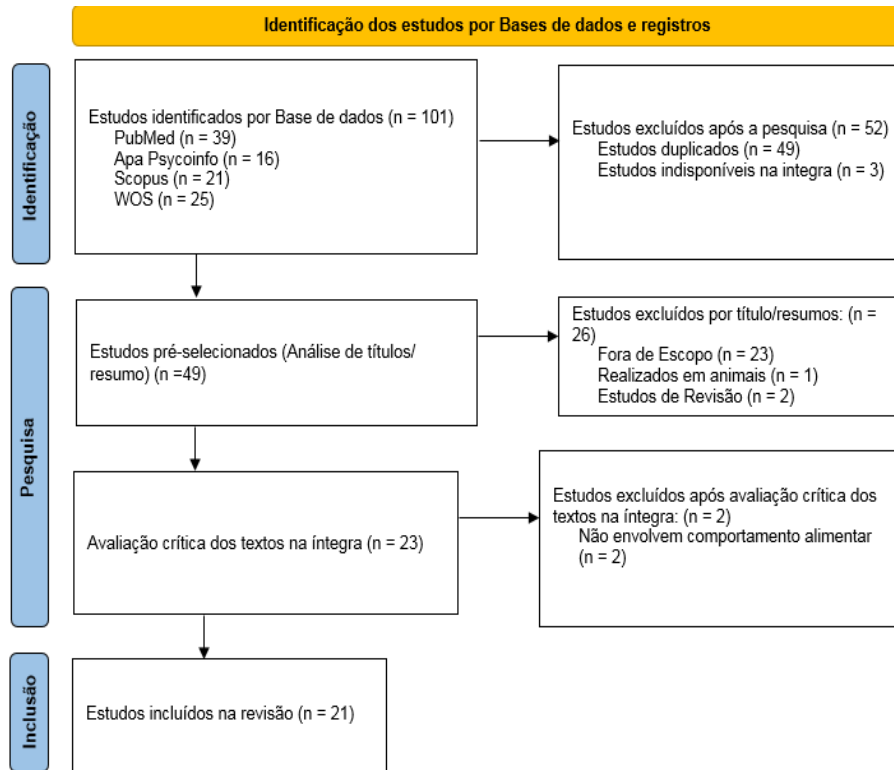 Identificação dos estudos por Bases de dados e registros
Identificação
Estudos identificados por Base de dados (n = 101)
PubMed (n = 39)
Apa Psycoinfo (n = 16)
Scopus (n = 21)
WOS (n = 25)
Estudos excluídos após a pesquisa (n = 52)
Estudos duplicados (n = 49)
Estudos indisponíveis na integra (n = 3)
Pesquisa
Estudos pré-selecionados (Análise de títulos/
resumo) (n =49)
Estudos excluídos por título/resumos: (n =
26)
Fora de Escopo (n = 23)
Realizados em animais (n = 1)
Estudos de Revisão (n = 2)
Avaliação crítica dos textos na íntegra (n = 23)
Estudos excluídos após avaliação crítica dos
textos na íntegra: (n = 2)
Não envolvem comportamento alimentar
(n = 2)
Inclusão
Estudos incluídos na revisão (n = 21)